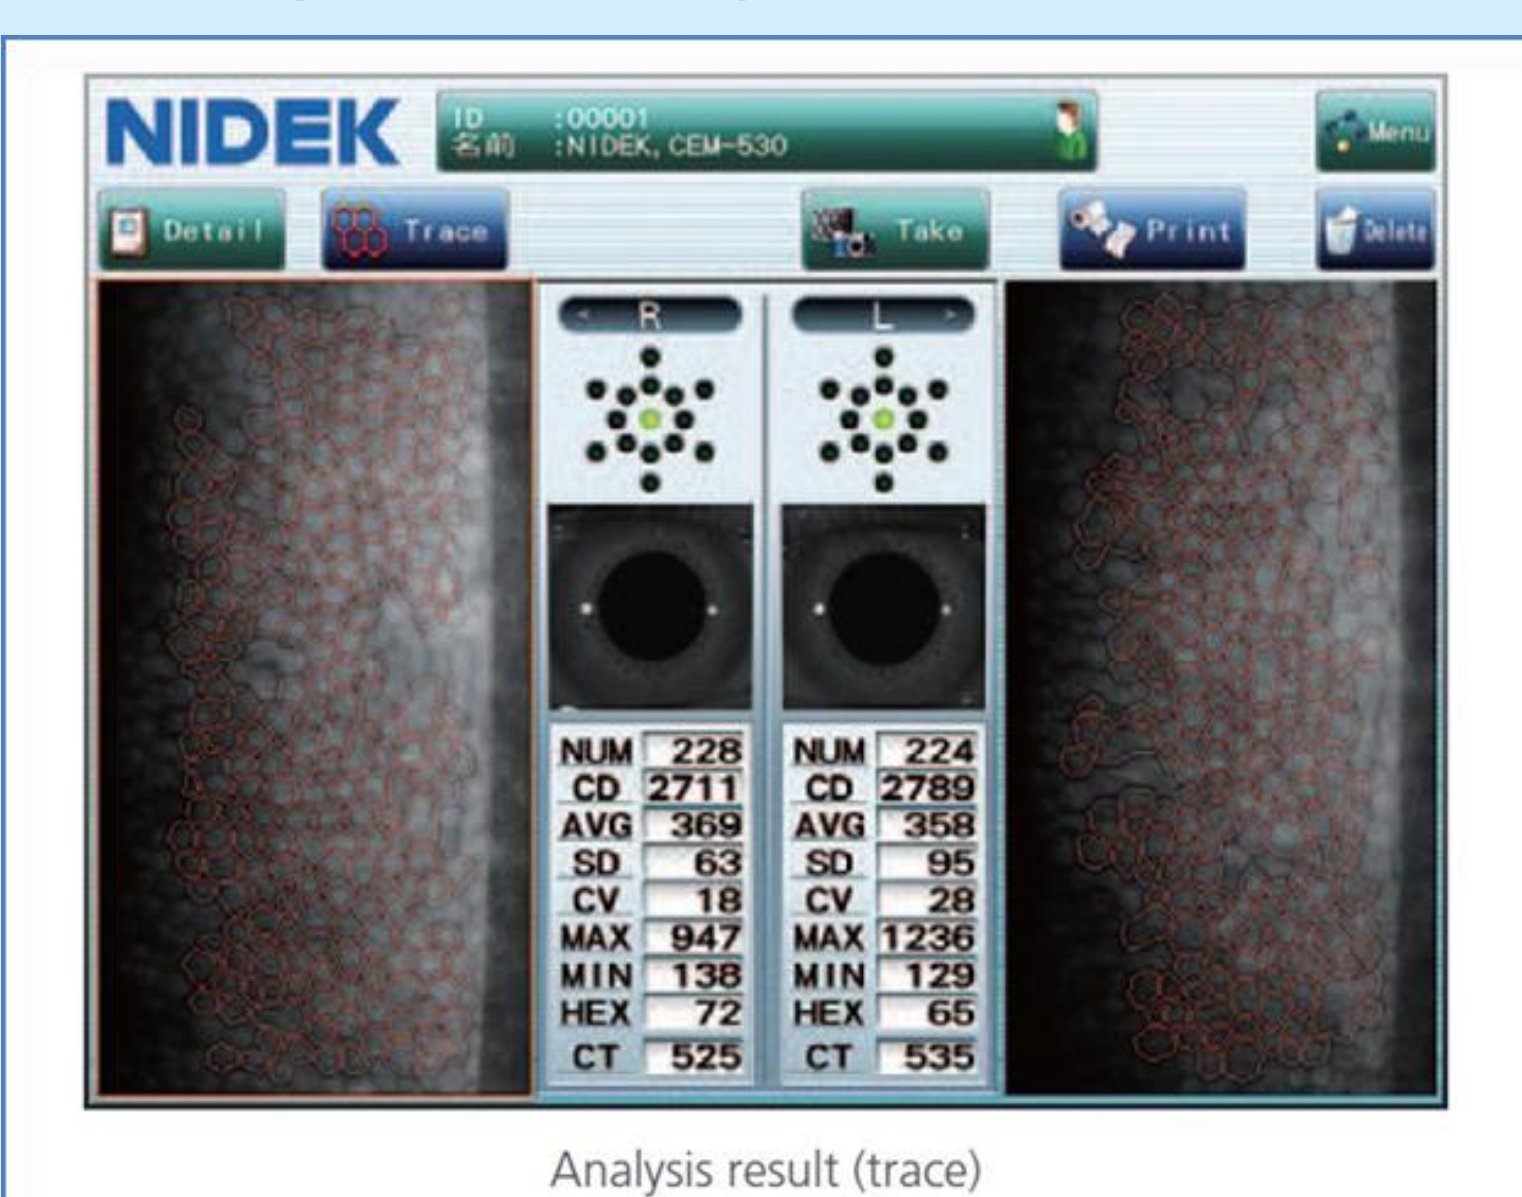 NIDEK
ID :00001
名前 :NIDEK, CEM-530
Menu
Detail
Trace
Take
Print
Delete
R
L
NUM 228
CD 2711
AVG 369
SD 63
CV 18
MAX 947
MIN 138
HEX 72
CT 525
NUM 224
CD 2789
AVG 358
SD 95
CV 28
MAX 1236
MIN 129
HEX 65
CT 535
Analysis result (trace)